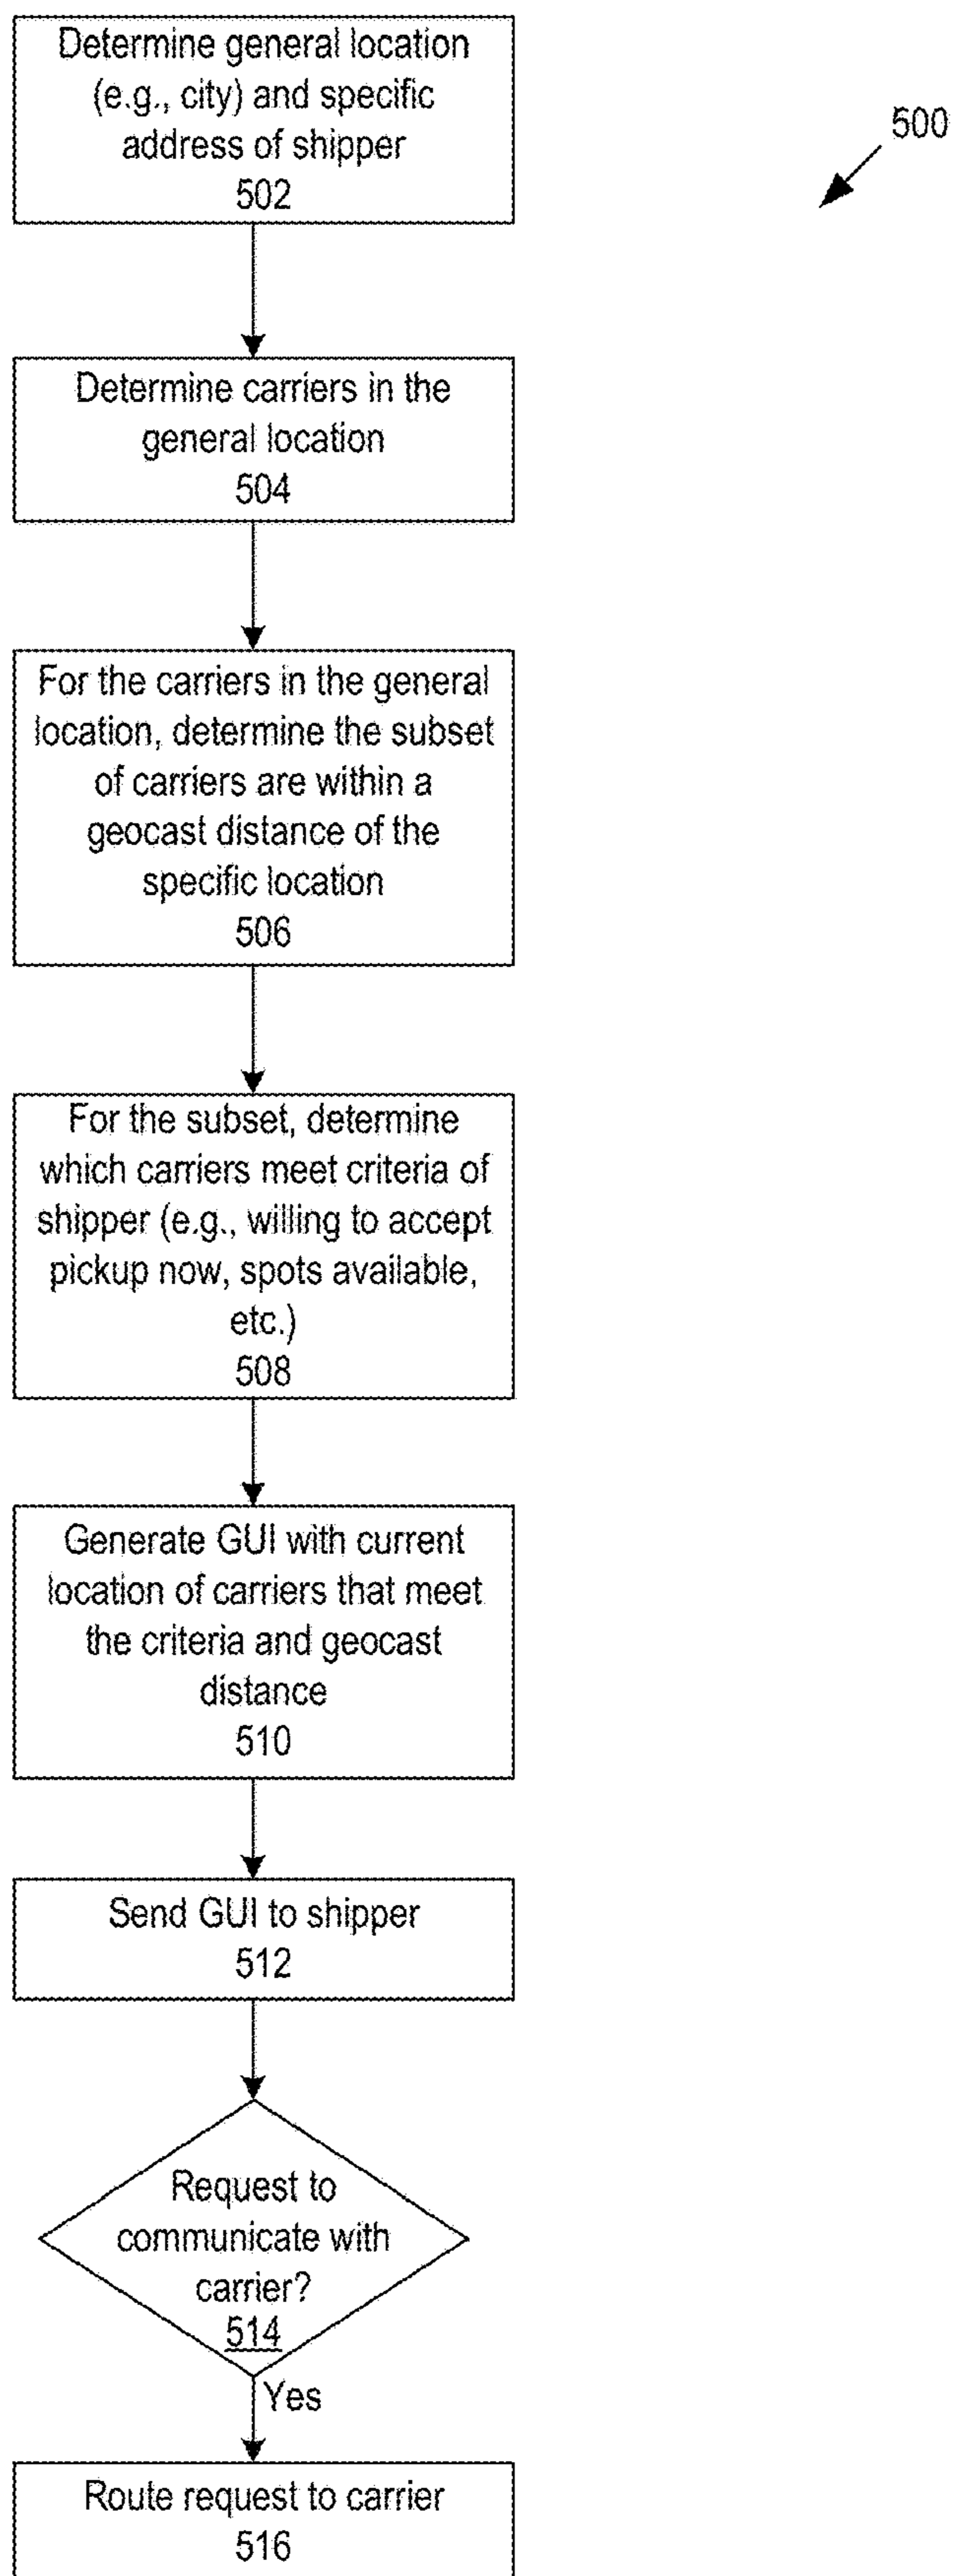 Determine general location
(e.g., city) and specific
address of shipper
502
500
Determine carriers in the
general location
504
For the carriers in the general
location, determine the subset
of carriers are within a
geocast distance of the
specific location
506
For the subset, determine
which carriers meet criteria of
shipper (e.g., willing to accept
pickup now, spots available,
etc.)
508
Generate GUI with current
location of carriers that meet
the criteria and geocast
distance
510
Send GUI to shipper
512
Request to
communicate with
carrier?
514
Yes
Route request to carrier
516